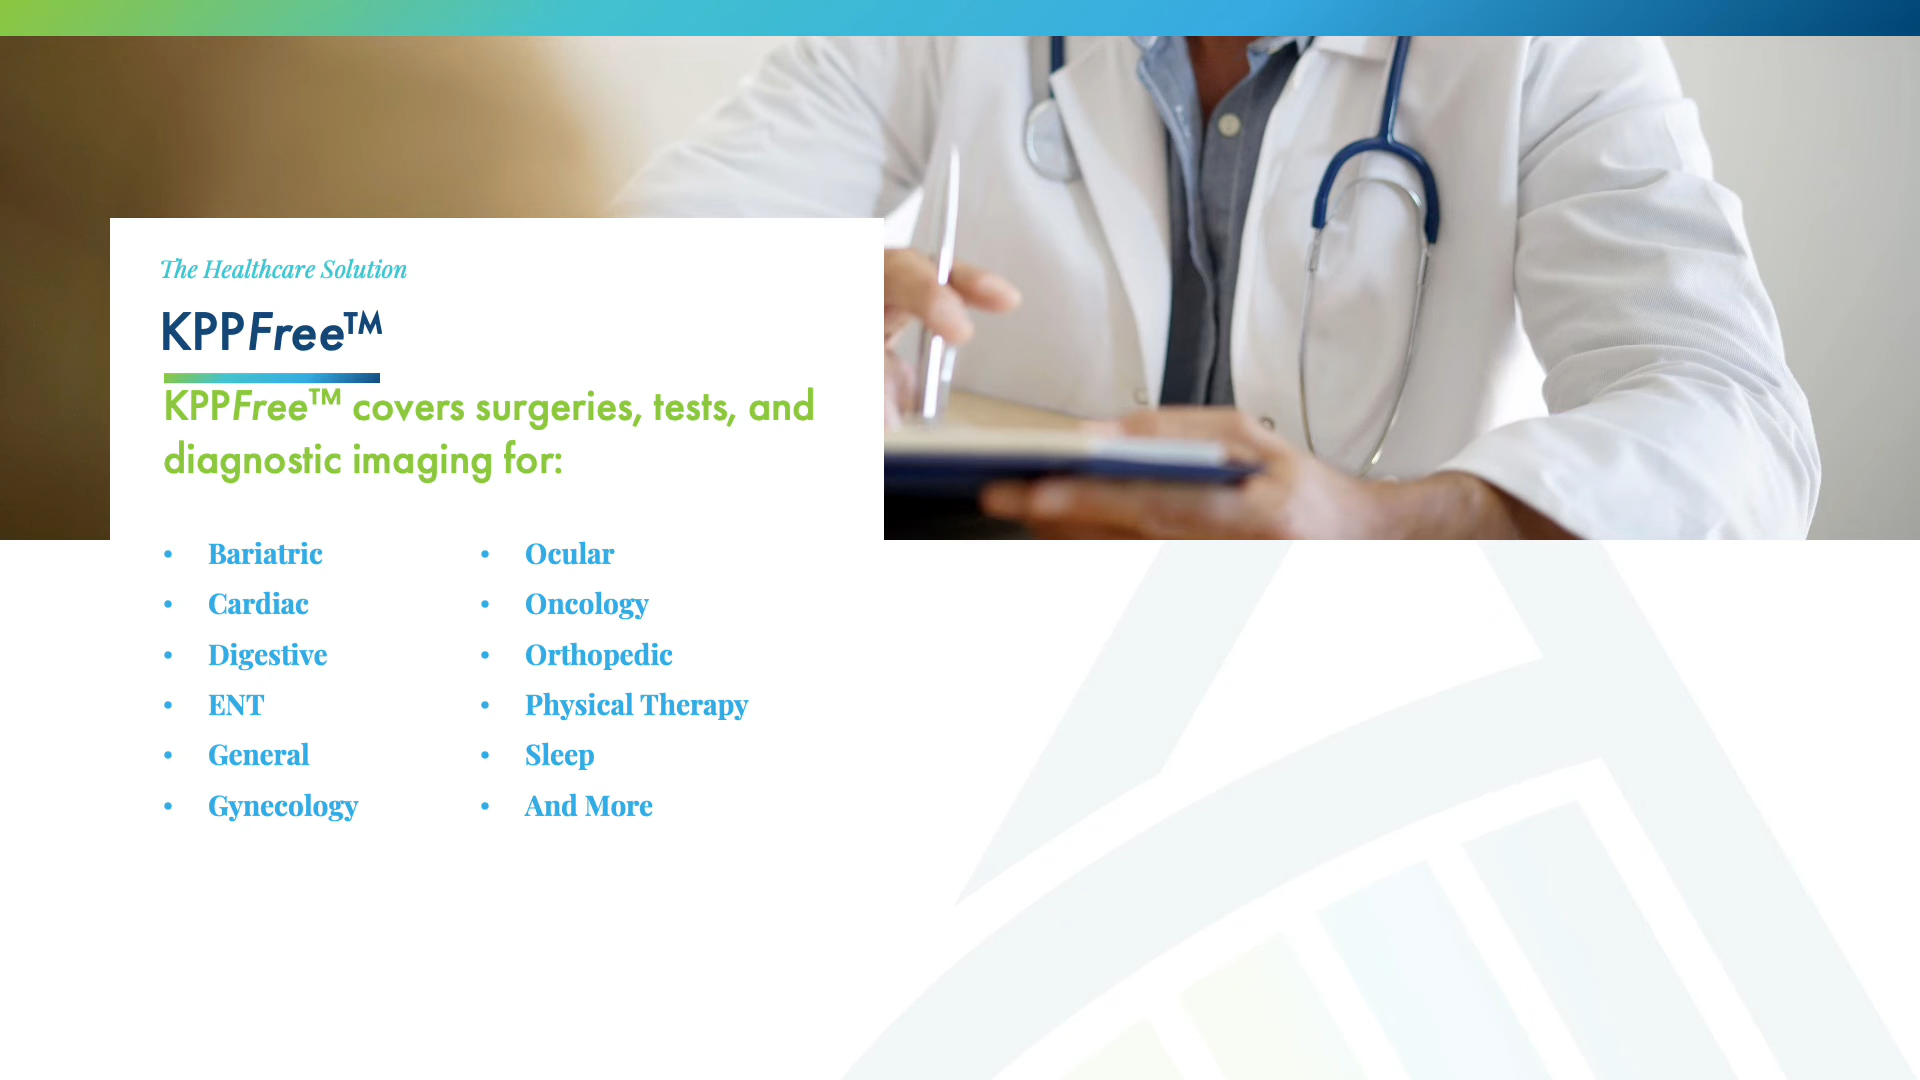 The Healthcare Solution
KPPFree™
KPPFree™ covers surgeries, tests, and
diagnostic imaging for:
• Bariatric
• Cardiac
• Digestive
• ENT
• General
• Gynecology
• Ocular
• Oncology
• Orthopedic
• Physical Therapy
• Sleep
• And More